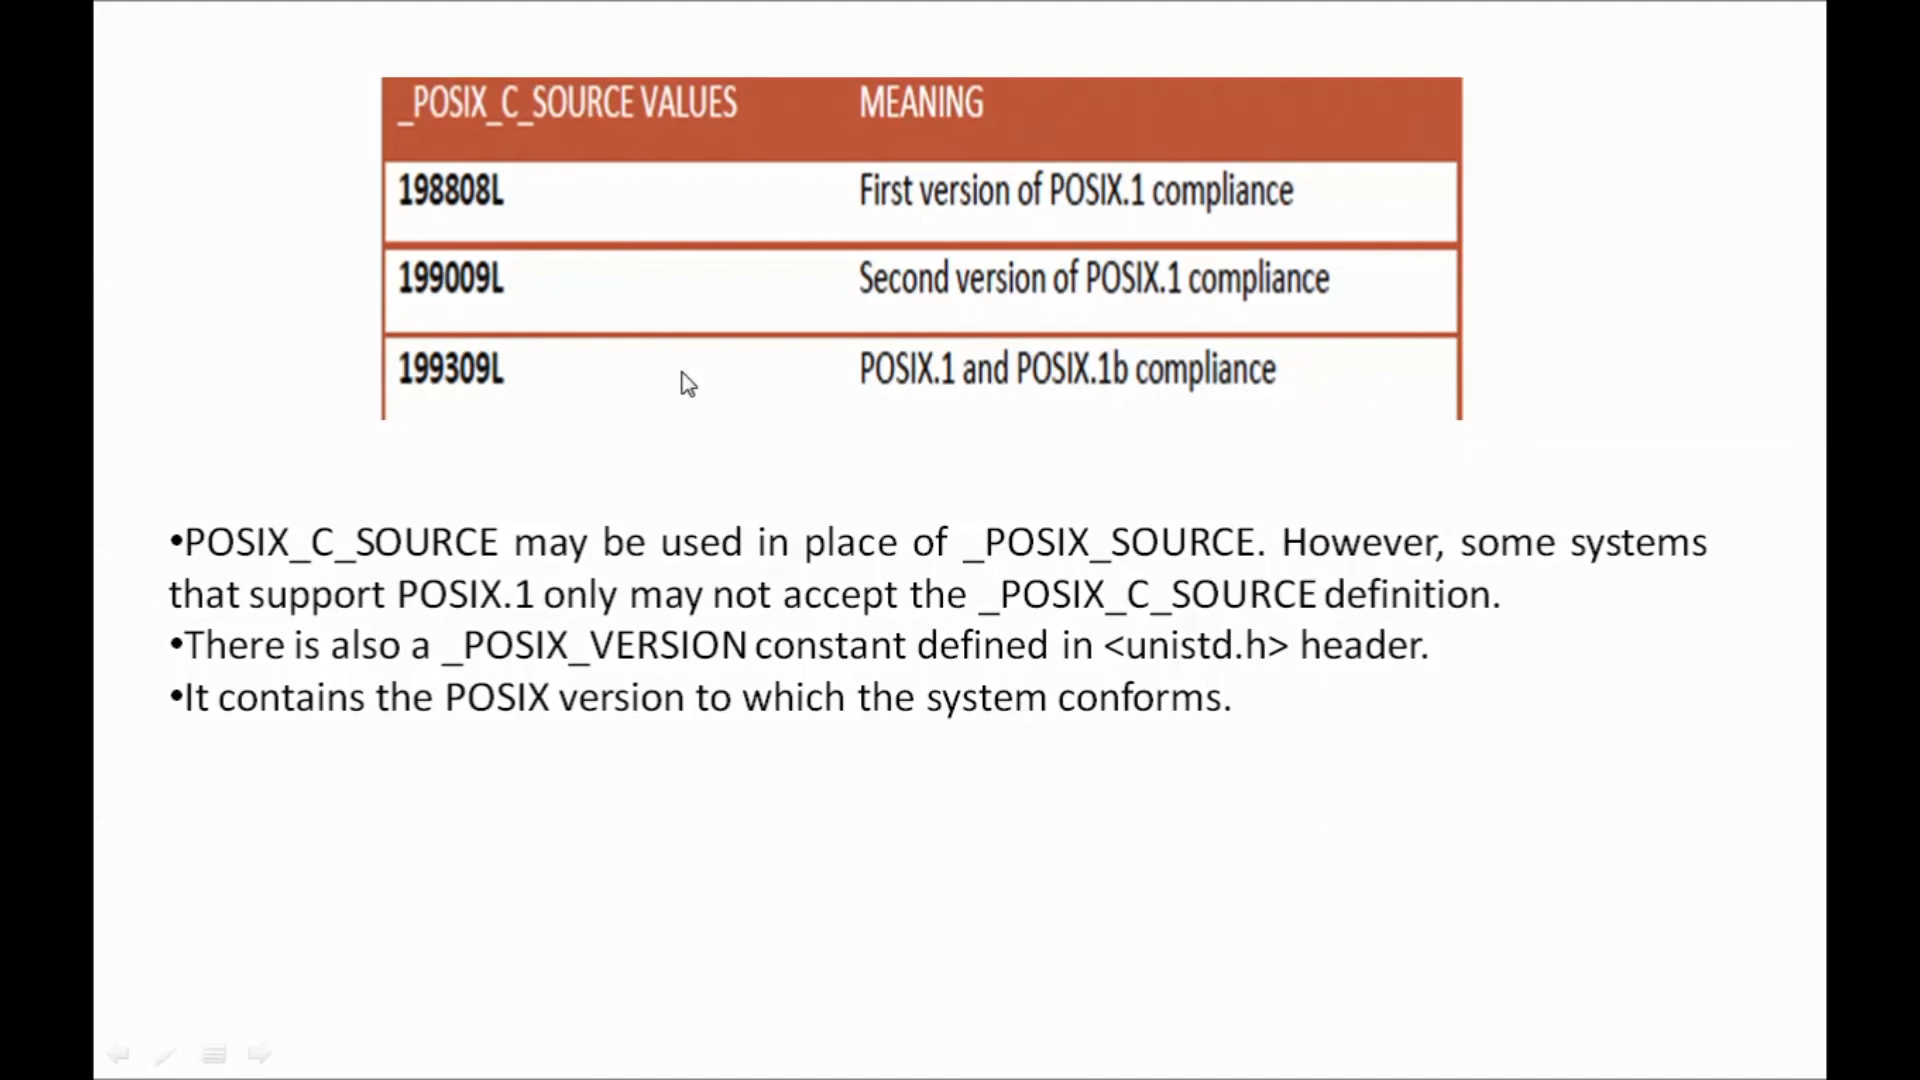 _POSIX_C_SOURCE VALUES MEANING
198808L First version of POSIX.1 compliance
199009L Second version of POSIX.1 compliance
199309L POSIX.1 and POSIX.1b compliance
•POSIX_C_SOURCE may be used in place of _POSIX_SOURCE. However, some systems
that support POSIX.1 only may not accept the _POSIX_C_SOURCE definition.
•There is also a _POSIX_VERSION constant defined in <unistd.h> header.
•It contains the POSIX version to which the system conforms.